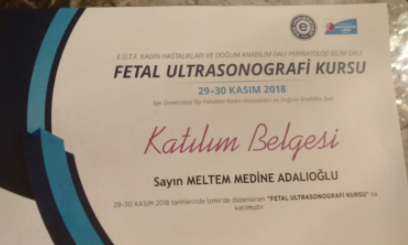 E.Ü.T.F. KADIN HASTALIKLARI VE DOĞUM ANABİLİM DALI PERİNATOLOJİ BİLİM DALI
FETAL ULTRASONOGRAFİ KURSU
29-30 KASIM 2018
Ege Üniversitesi Tıp Fakültesi Kadın Hastalıkları ve Doğum Anabilim Dalı
Katılım Belgesi
Sayın MELTEM MEDİNE ADALIOĞLU
29-30 KASIM 2018 tarihlerinde İzmir'de düzenlenen "FETAL ULTRASONOGRAFİ KURSU" na
katılmıştır